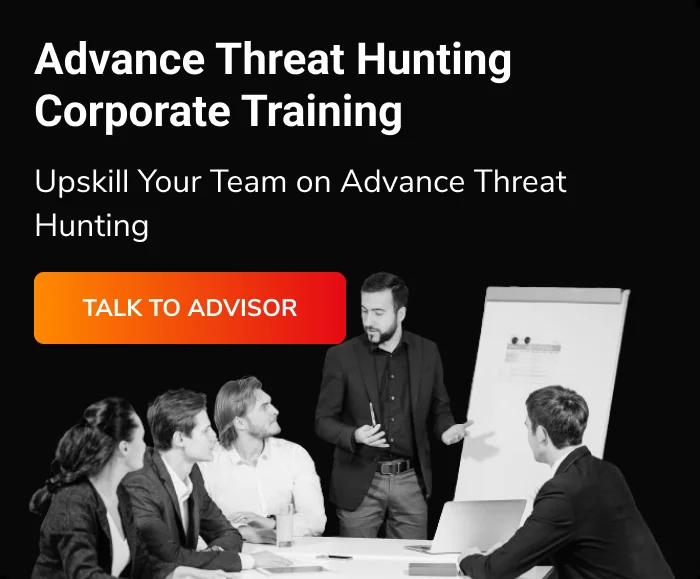 Advance Threat Hunting
Corporate Training
Upskill Your Team on Advance Threat
Hunting
TALK TO ADVISOR